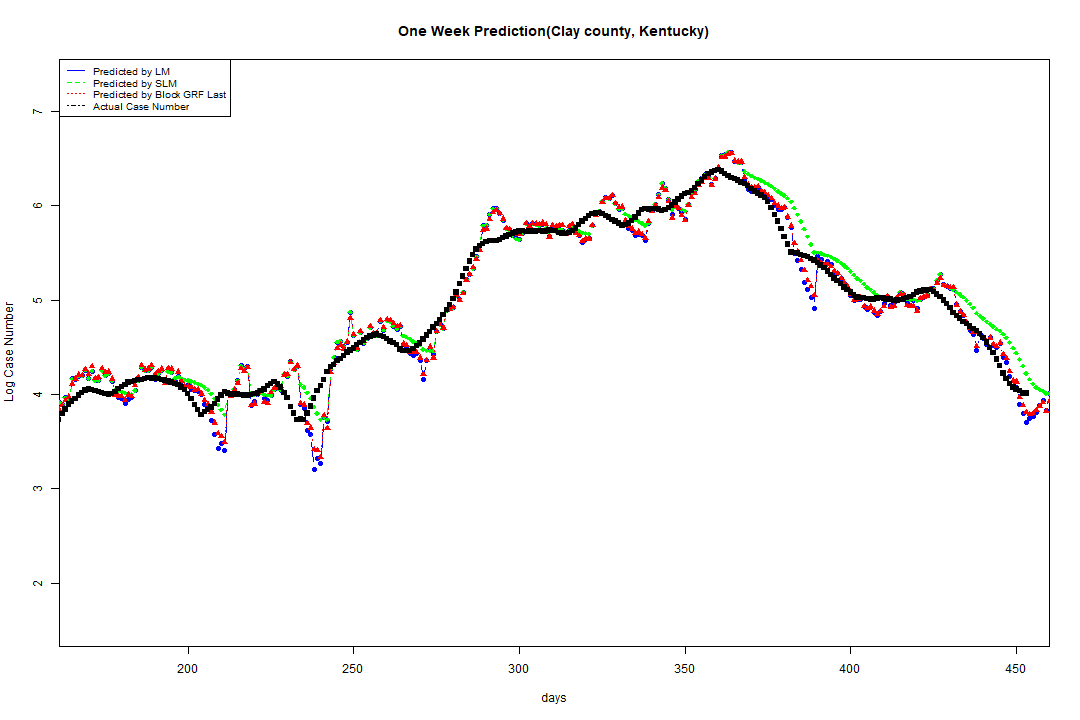 One Week Prediction(Clay county, Kentucky)
Predicted by LM
Predicted by SLM
Predicted by Block GRF Last
Actual Case Number
Log Case Number
7
6
5
4
3
2
200 250 300 350 400 450
days